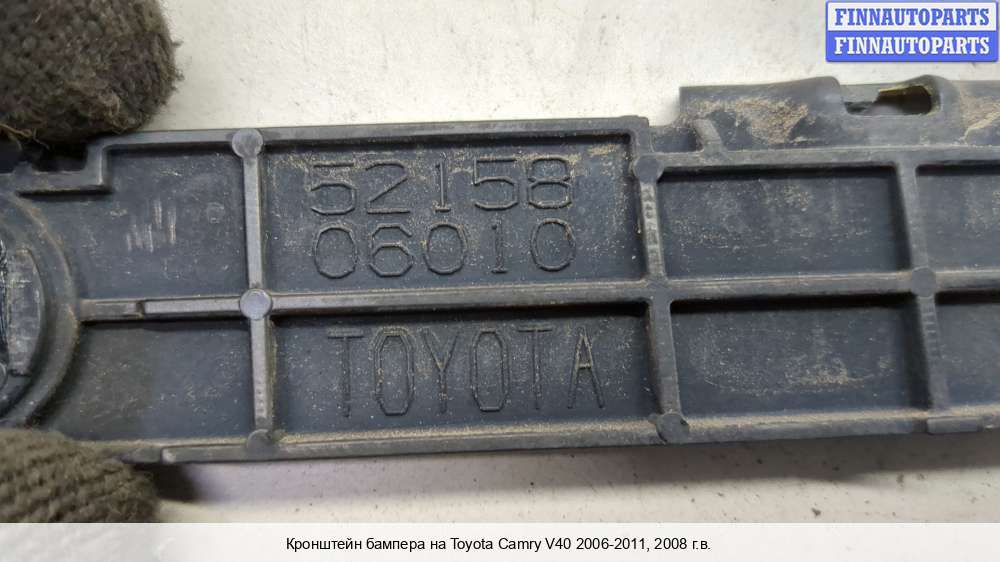 FINNAUTOPARTS
FINNAUTOPARTS
52158
06010
TOYOTA
Кронштейн бампера на Toyota Camry V40 2006-2011, 2008 г.в.